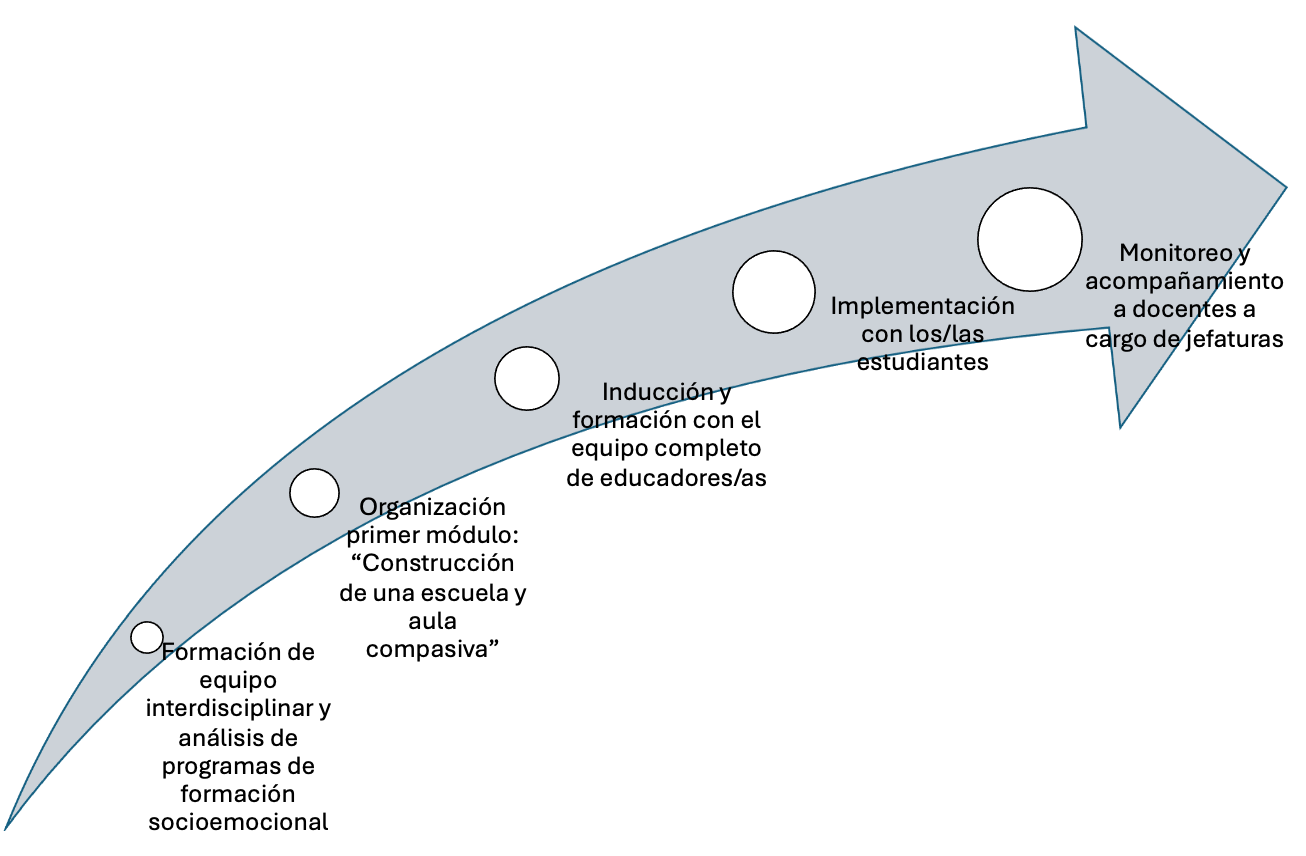 Formación de
equipo
interdisciplinar y
análisis de
programas de
formación
socioemocional
Organización
primer módulo:
“Construcción
de una escuela y
aula
compasiva”
Inducción y
formación con el
equipo completo
de educadores/as
Implementación
con los/las
estudiantes
Monitoreo y
acompañamiento
a docentes a
cargo de jefaturas